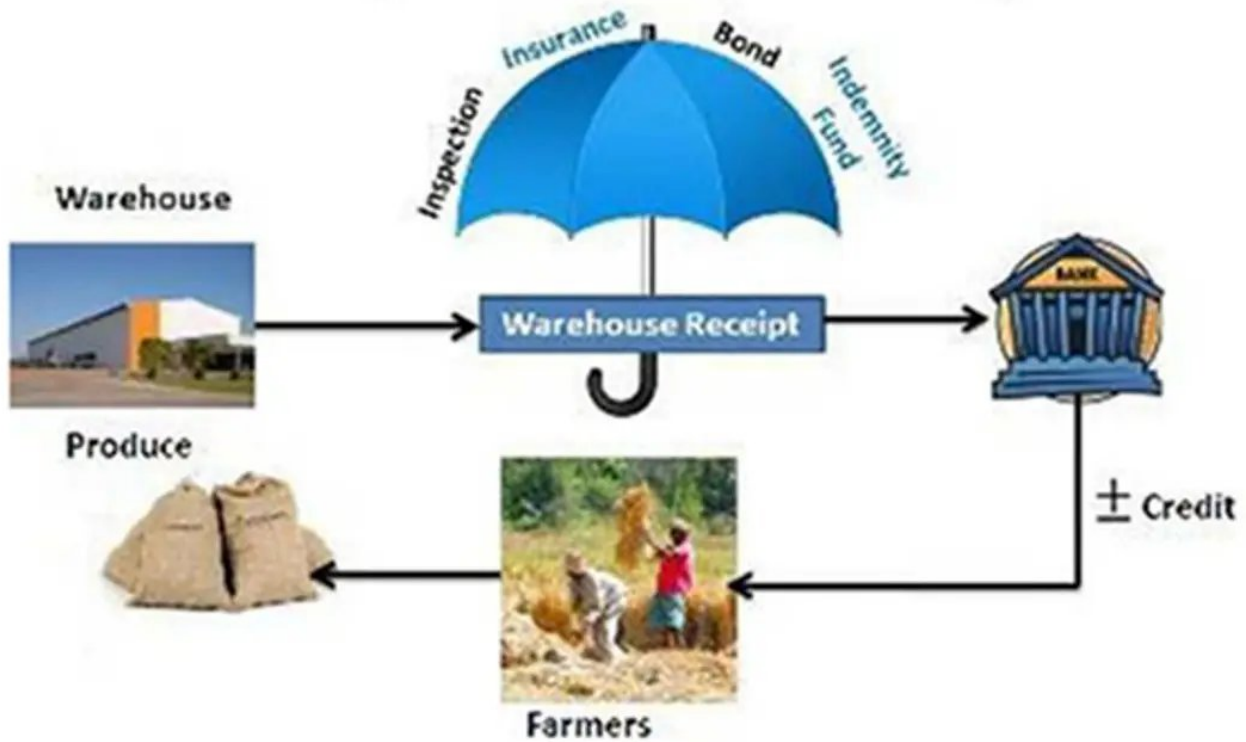 Insurance
Bond
Inspection
Indemnity
Fund
Warehouse
BANK
Warehouse Receipt
Produce
± Credit
Farmers